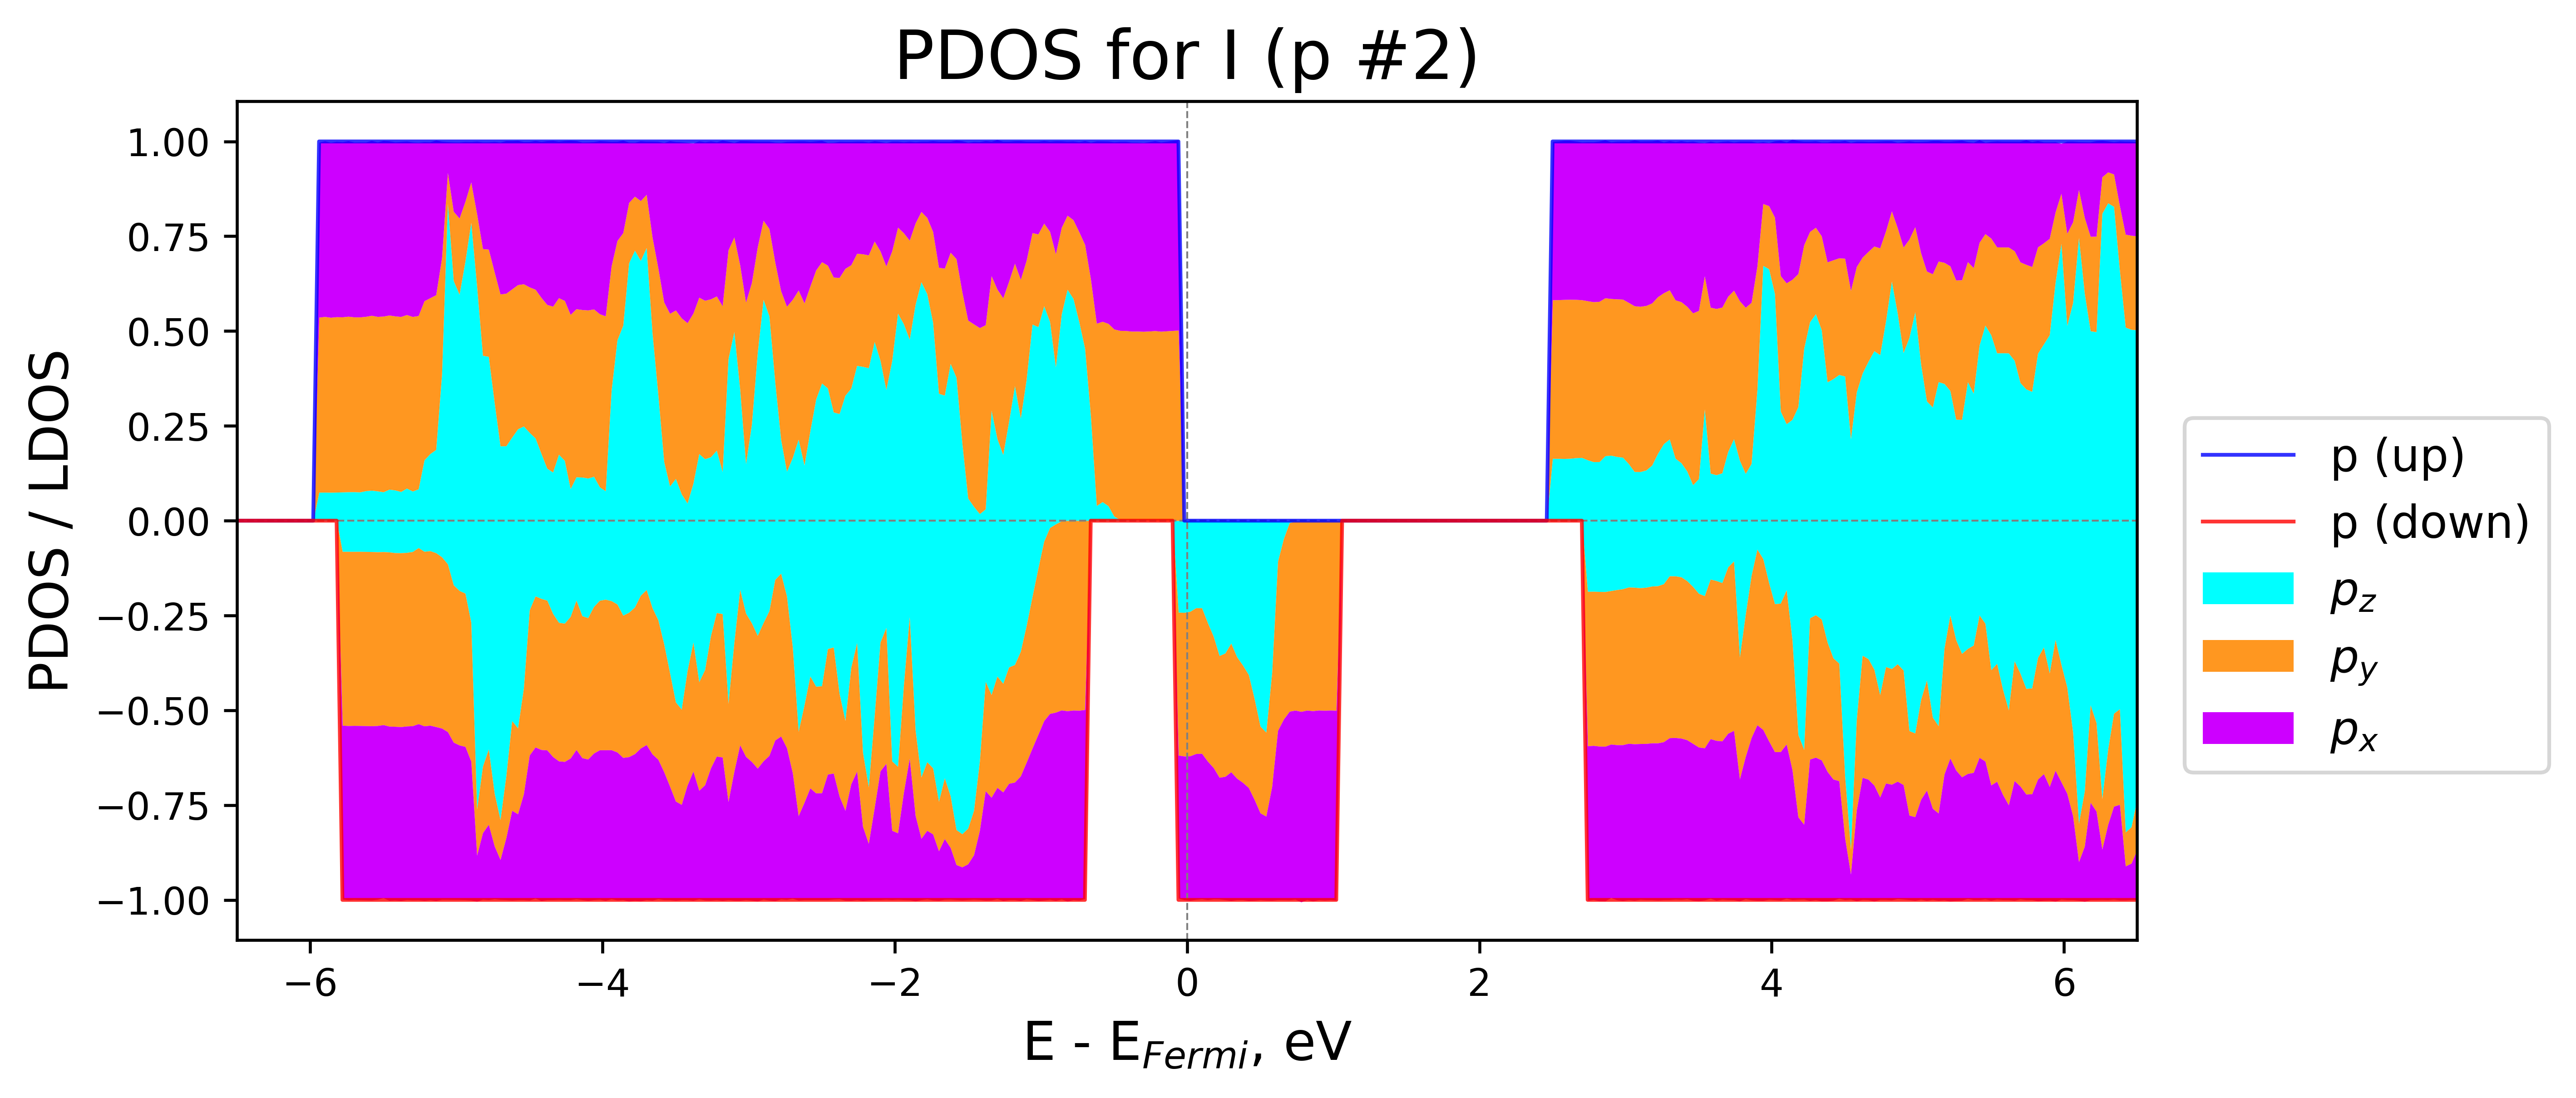 PDOS for I (p #2)
PDOS / LDOS
1.00
0.75
0.50
0.25
0.00
−0.25
−0.50
−0.75
−1.00
−6
−4
−2
0
2
4
6
E - E_Fermi, eV
p (up)
p (down)
p_z
p_y
p_x